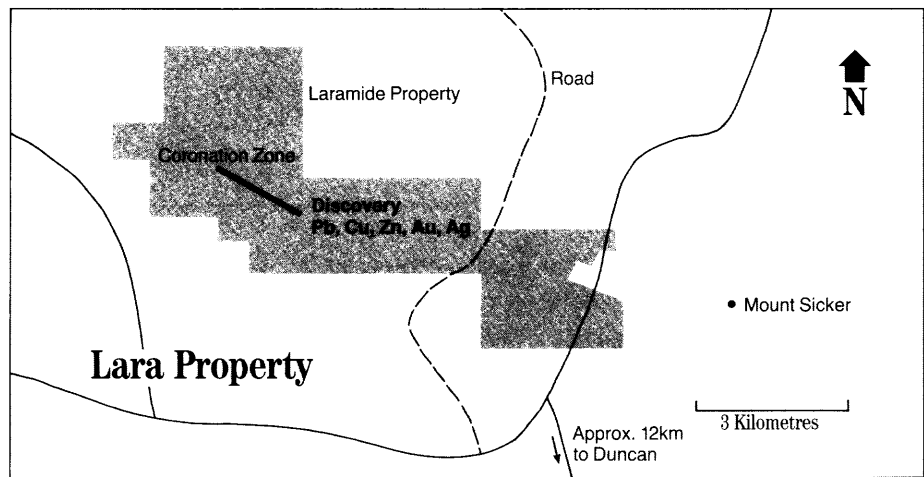 Laramide Property
Road
N
Coronation Zone
Discovery
Pb, Cu, Zn, Au, Ag
Mount Sicker
Lara Property
3 Kilometres
Approx. 12km
to Duncan